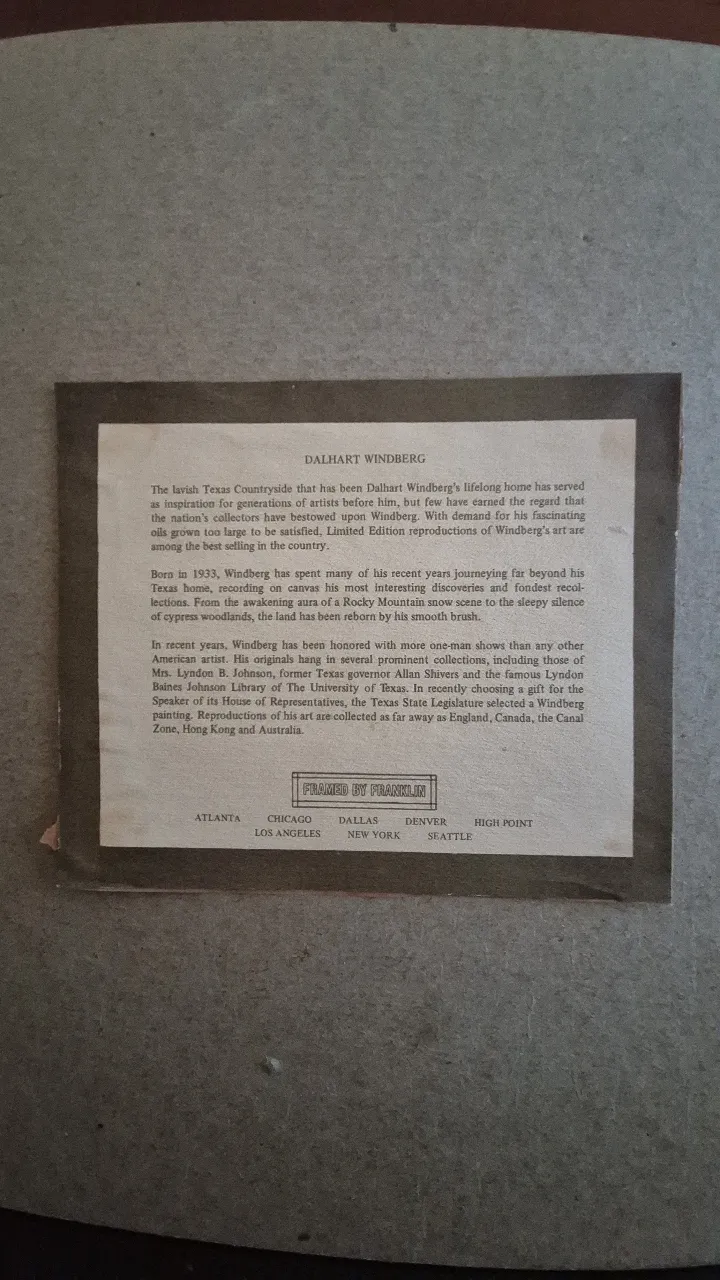 DALHART WINDBERG
The lavish Texas Countryside that has been Dalhart Windberg's lifelong home has served
as inspiration for generations of artists before him, but few have earned the regard that
the nation's collectors have bestowed upon Windberg. With demand for his fascinating
oils grown too large to be satisfied, Limited Edition reproductions of Windberg's art are
among the best selling in the country.
Born in 1933, Windberg has spent many of his recent years journeying far beyond his
Texas home, recording on canvas his most interesting discoveries and fondest recol-
lections. From the awakening aura of a Rocky Mountain snow scene to the sleepy silence
of cypress woodlands, the land has been reborn by his smooth brush.
In recent years, Windberg has been honored with more one-man shows than any other
American artist. His originals hang in several prominent collections, including those of
Mrs. Lyndon B. Johnson, former Texas governor Allan Shivers and the famous Lyndon
Baines Johnson Library of The University of Texas. In recently choosing a gift for the
Speaker of its House of Representatives, the Texas State Legislature selected a Windberg
painting. Reproductions of his art are collected as far away as England, Canada, the Canal
Zone, Hong Kong and Australia.
FRAMED BY FRANKLIN
ATLANTA CHICAGO DALLAS DENVER HIGH POINT
LOS ANGELES NEW YORK SEATTLE